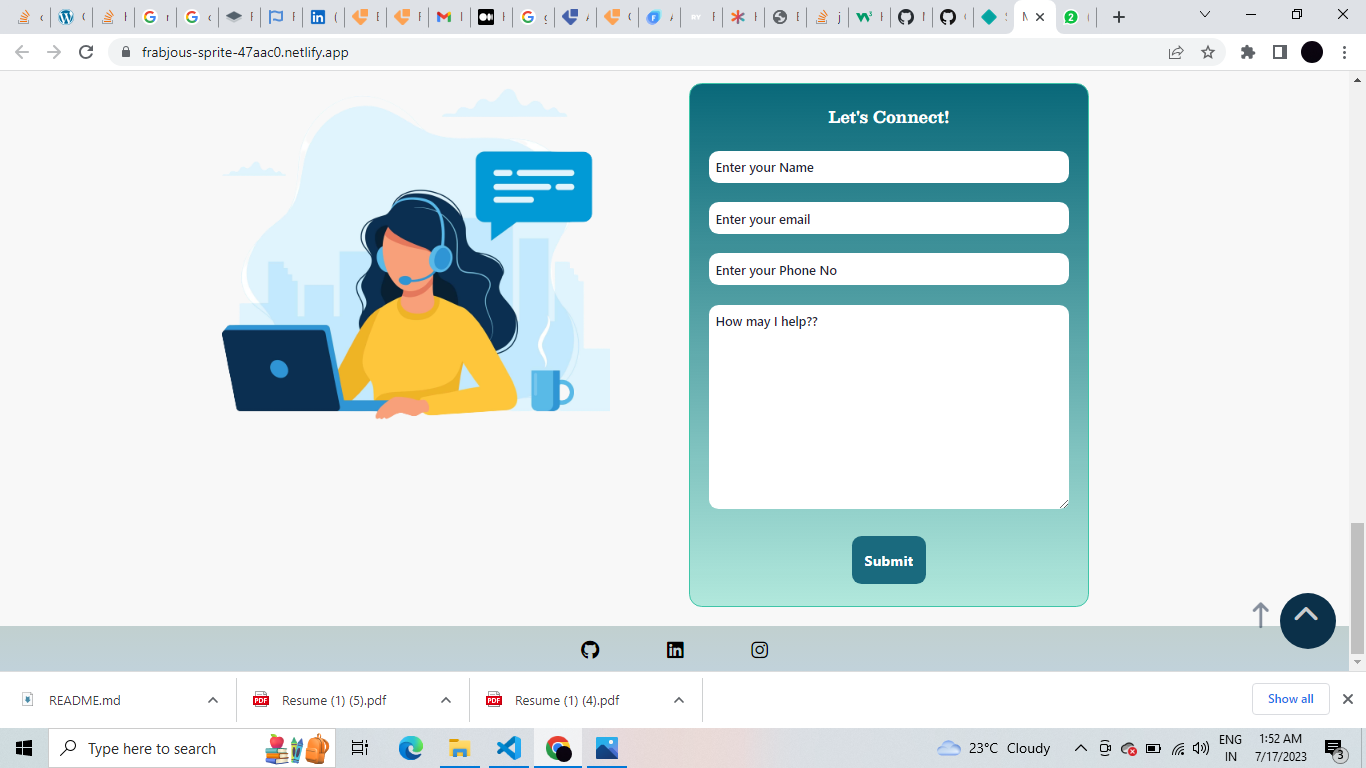 frabjous-sprite-47aac0.netlify.app
Let's Connect!
Enter your Name
Enter your email
Enter your Phone No
How may I help??
Submit
README.md
Resume (1) (5).pdf
Resume (1) (4).pdf
Show all
Type here to search
23°C Cloudy
ENG
IN
1:52 AM
7/17/2023
3